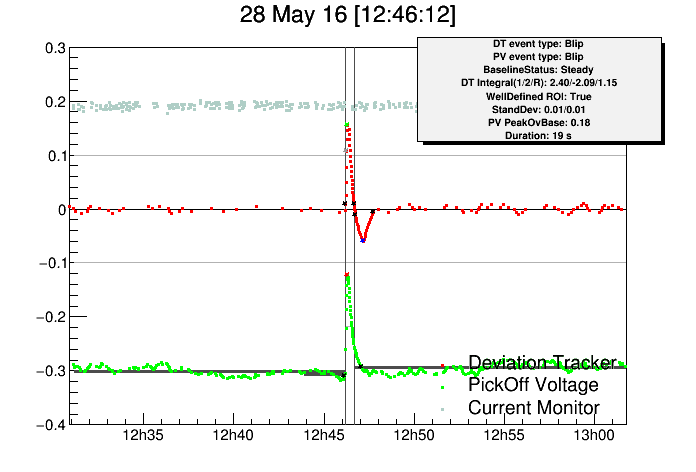 28 May 16 [12:46:12]
DT event type: Blip
PV event type: Blip
BaselineStatus: Steady
DT Integral(1/2/R): 2.40/-2.09/1.15
WellDefined ROI: True
StandDev: 0.01/0.01
PV PeakOvBase: 0.18
Duration: 19 s
0.3
0.2
0.1
0
−0.1
−0.2
−0.3
−0.4
Deviation Tracker
PickOff Voltage
Current Monitor
12h35 12h40 12h45 12h50 12h55 13h00